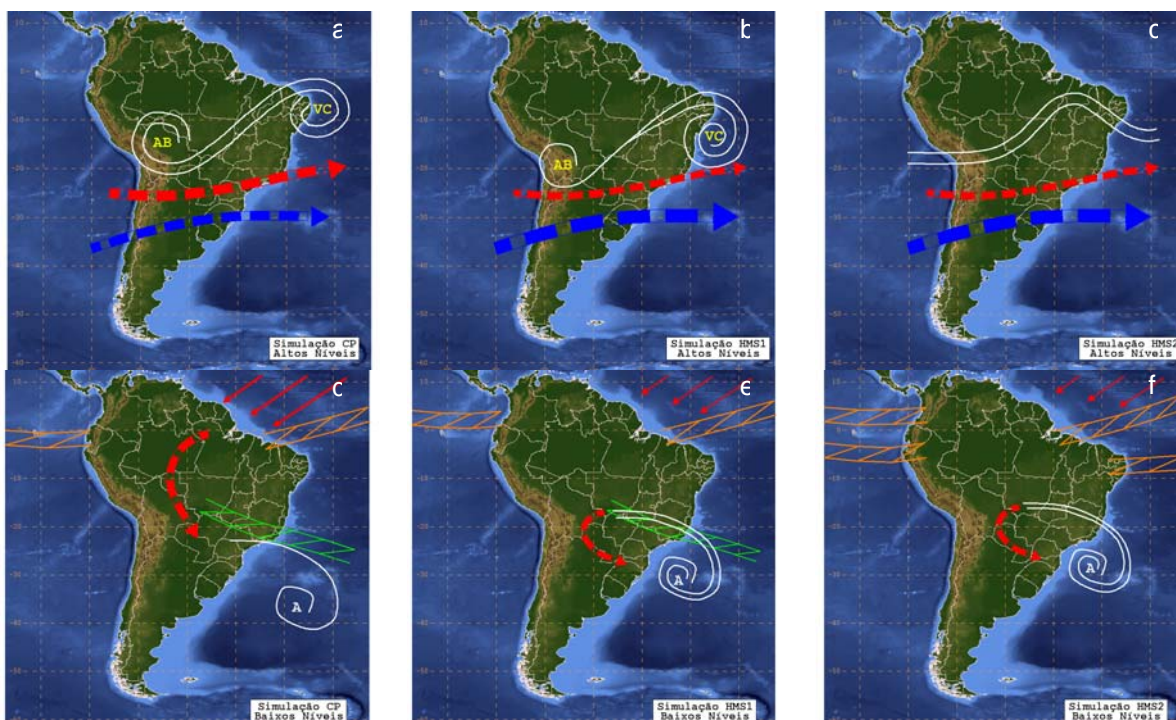 a
AB
VC
Simulação CP
Altos Níveis
b
AB
VC
Simulação HMS1
Altos Níveis
c
Simulação HMS2
Altos Níveis
d
A
Simulação CP
Baixos Níveis
e
A
Simulação HMS1
Baixos Níveis
f
A
Simulação HMS2
Baixos Níveis